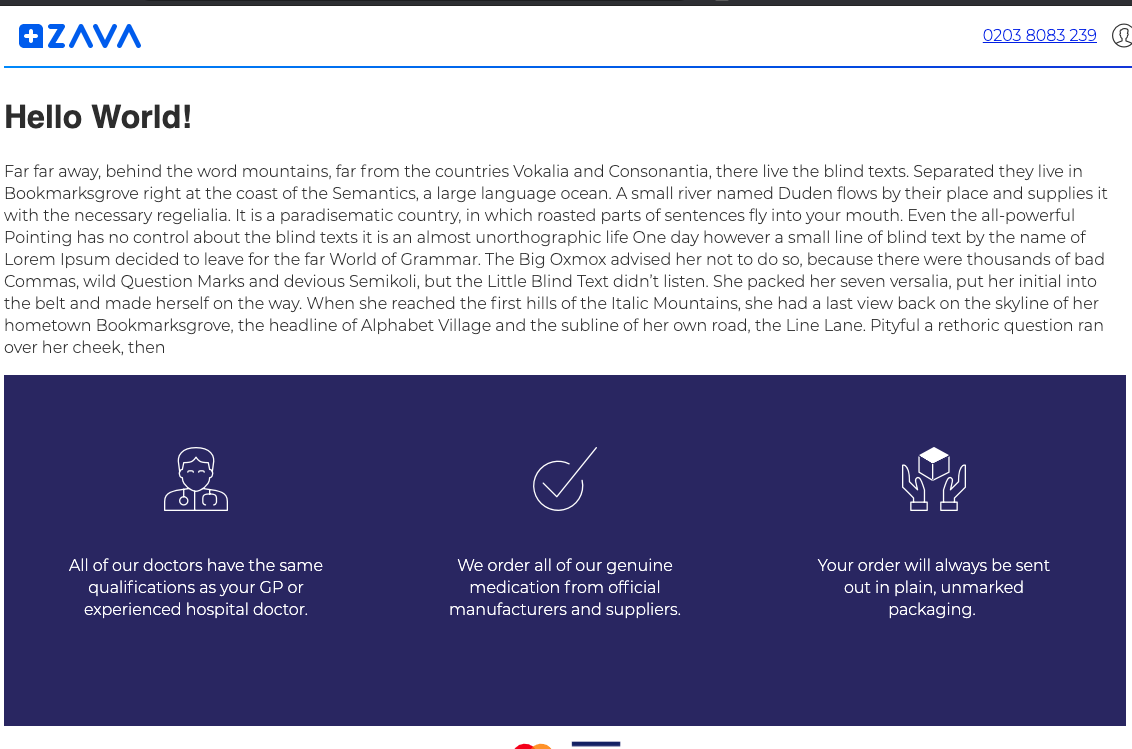 ZAVA
0203 8083 239
Hello World!
Far far away, behind the word mountains, far from the countries Vokalia and Consonantia, there live the blind texts. Separated they live in
Bookmarksgrove right at the coast of the Semantics, a large language ocean. A small river named Duden flows by their place and supplies it
with the necessary regelialia. It is a paradisematic country, in which roasted parts of sentences fly into your mouth. Even the all-powerful
Pointing has no control about the blind texts it is an almost unorthographic life One day however a small line of blind text by the name of
Lorem Ipsum decided to leave for the far World of Grammar. The Big Oxmox advised her not to do so, because there were thousands of bad
Commas, wild Question Marks and devious Semikoli, but the Little Blind Text didn’t listen. She packed her seven versalia, put her initial into
the belt and made herself on the way. When she reached the first hills of the Italic Mountains, she had a last view back on the skyline of her
hometown Bookmarksgrove, the headline of Alphabet Village and the subline of her own road, the Line Lane. Pityful a rethoric question ran
over her cheek, then
All of our doctors have the same
qualifications as your GP or
experienced hospital doctor.
We order all of our genuine
medication from official
manufacturers and suppliers.
Your order will always be sent
out in plain, unmarked
packaging.